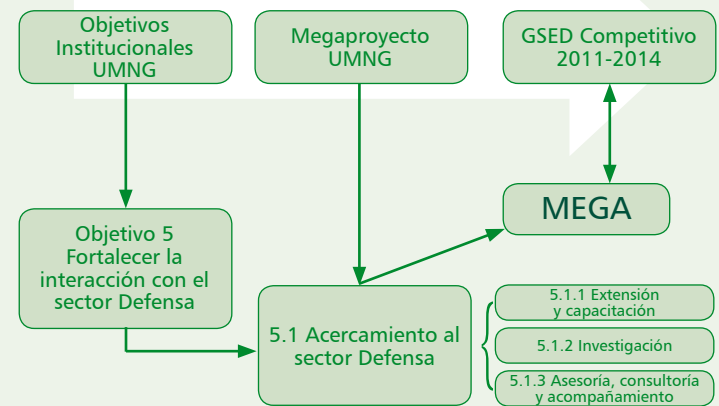 Objetivos
Institucionales
UMNG
Megaproyecto
UMNG
GSED Competitivo
2011-2014
MEGA
Objetivo 5
Fortalecer la
interacción con el
sector Defensa
5.1 Acercamiento al
sector Defensa
5.1.1 Extensión
y capacitación
5.1.2 Investigación
5.1.3 Asesoría, consultoría
y acompañamiento